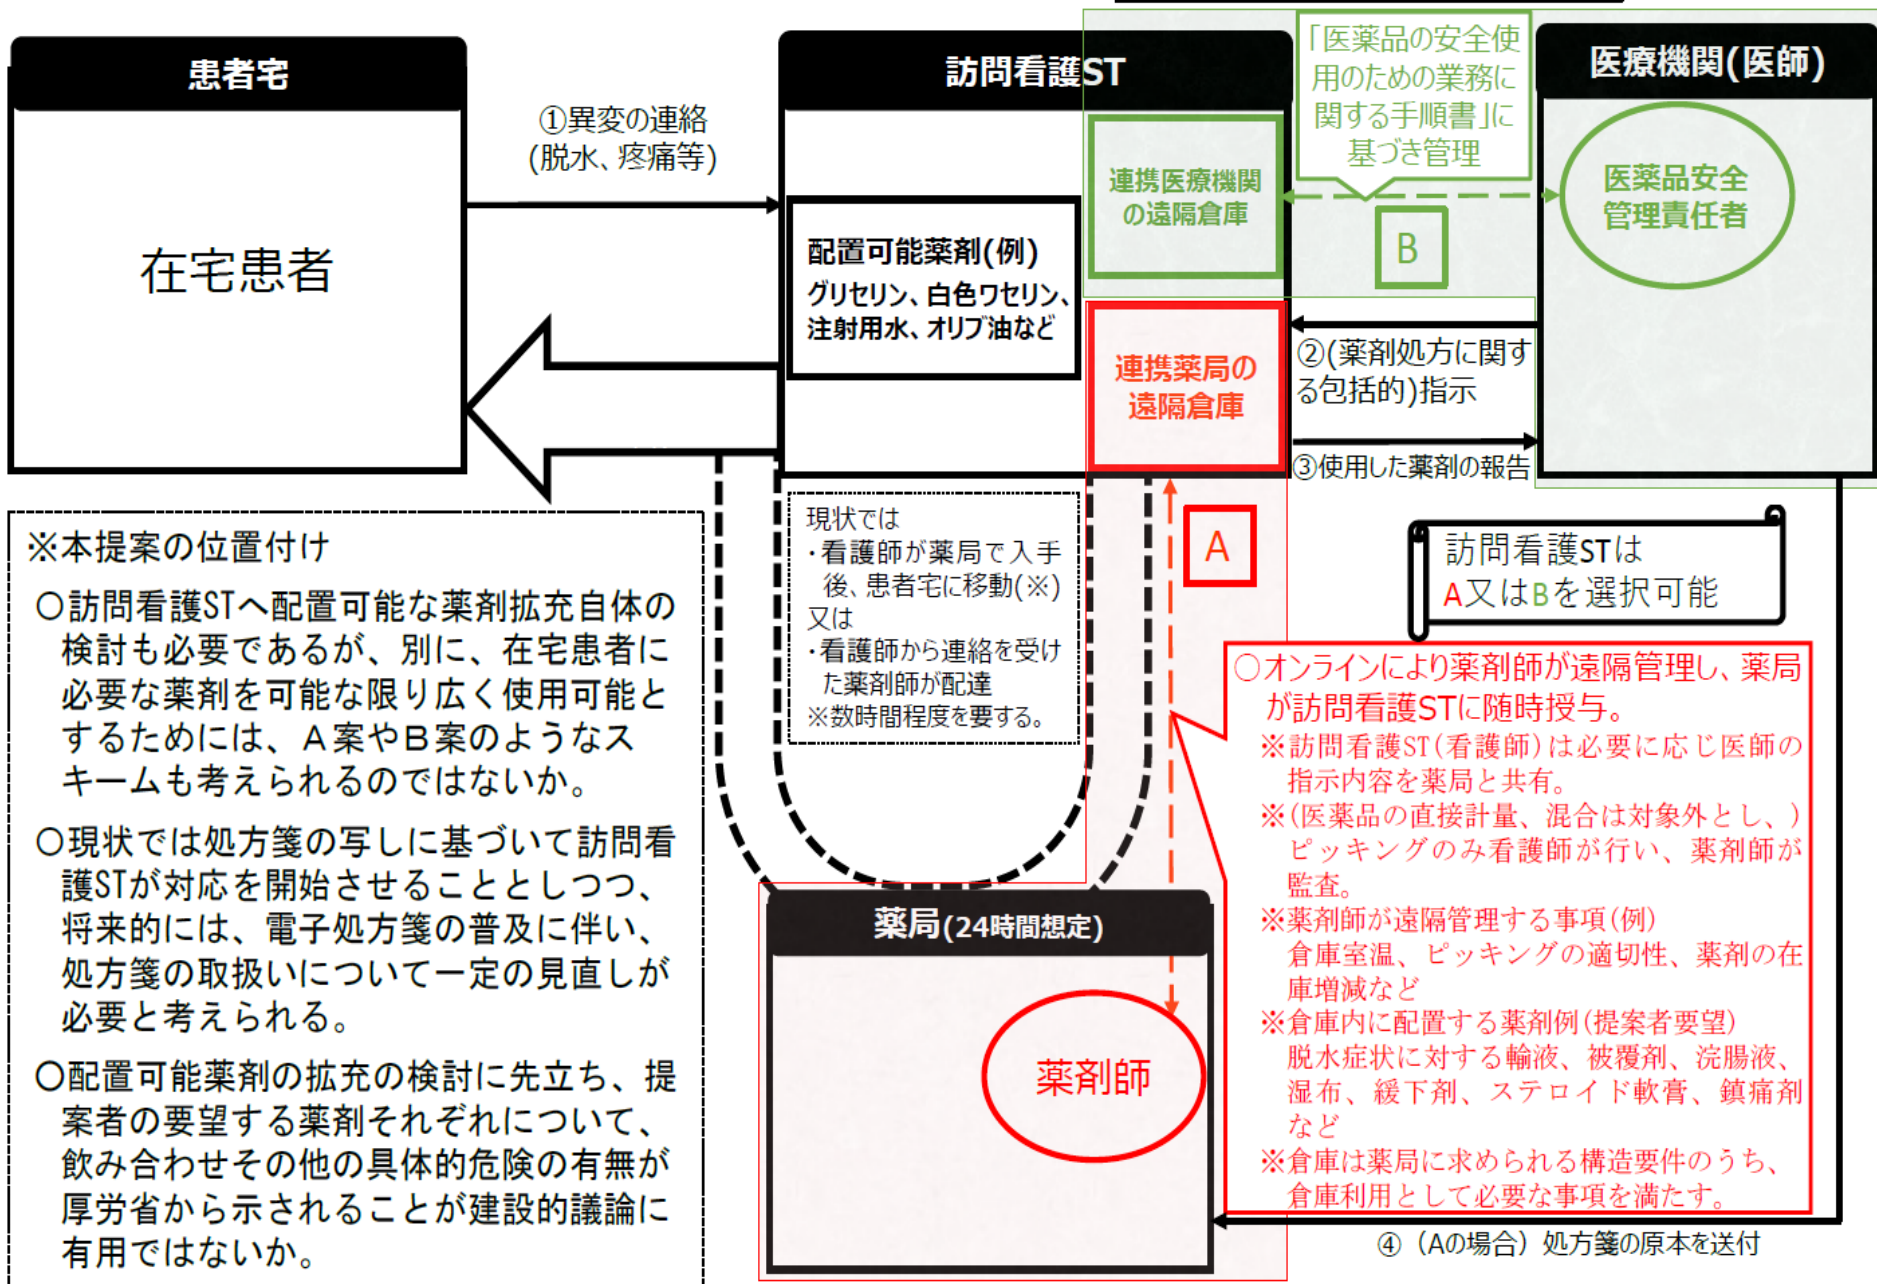 患者宅
在宅患者
①異変の連絡
(脱水、疼痛等)
訪問看護ST
配置可能薬剤(例)
グリセリン、白色ワセリン、
注射用水、オリブ油など
連携医療機関
の遠隔倉庫
連携薬局の
遠隔倉庫
「医薬品の安全使
用のための業務に
関する手順書」に
基づき管理
B
医療機関(医師)
医薬品安全
管理責任者
②(薬剤処方に関す
る包括的)指示
③使用した薬剤の報告
A
訪問看護STは
A又はBを選択可能
現状では
・看護師が薬局で入手
後、患者宅に移動(※)
又は
・看護師から連絡を受け
た薬剤師が配達
※数時間程度を要する。
※本提案の位置付け
○訪問看護STへ配置可能な薬剤拡充自体の
検討も必要であるが、別に、在宅患者に
必要な薬剤を可能な限り広く使用可能と
するためには、A案やB案のようなス
キームも考えられるのではないか。
○現状では処方箋の写しに基づいて訪問看
護STが対応を開始させることとしつつ、
将来的には、電子処方箋の普及に伴い、
処方箋の取扱いについて一定の見直しが
必要と考えられる。
○配置可能薬剤の拡充の検討に先立ち、提
案者の要望する薬剤それぞれについて、
飲み合わせその他の具体的危険の有無が
厚労省から示されることが建設的議論に
有用ではないか。
薬局(24時間想定)
薬剤師
○オンラインにより薬剤師が遠隔管理し、薬局
が訪問看護STに随時授与。
※訪問看護ST(看護師)は必要に応じ医師の
指示内容を薬局と共有。
※(医薬品の直接計量、混合は対象外とし、)
ピッキングのみ看護師が行い、薬剤師が
監査。
※薬剤師が遠隔管理する事項(例)
倉庫室温、ピッキングの適切性、薬剤の在
庫増減など
※倉庫内に配置する薬剤例(提案者要望)
脱水症状に対する輸液、被覆剤、浣腸液、
湿布、緩下剤、ステロイド軟膏、鎮痛剤
など
※倉庫は薬局に求められる構造要件のうち、
倉庫利用として必要な事項を満たす。
④（Aの場合）処方箋の原本を送付